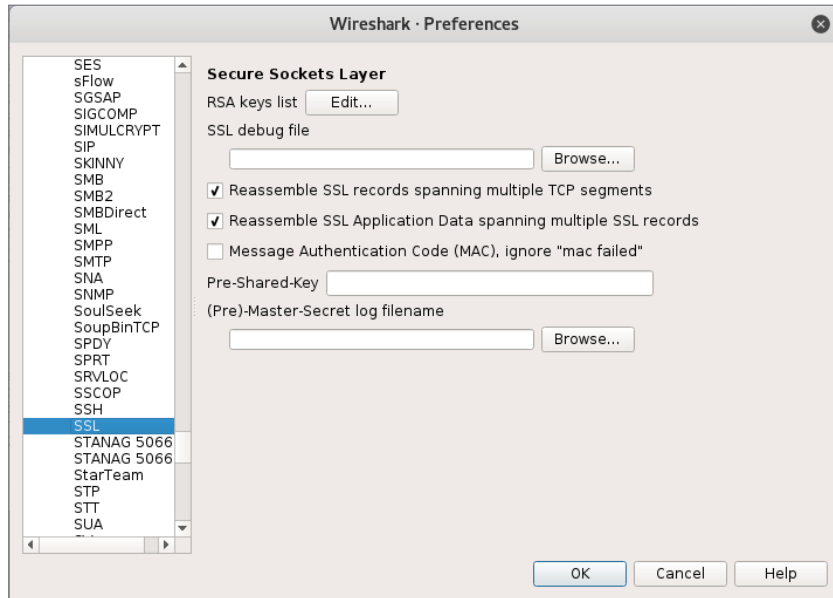 Wireshark · Preferences
SES
sFlow
SGSAP
SIGCOMP
SIMULCRYPT
SIP
SKINNY
SMB
SMB2
SMBDirect
SML
SMPP
SMTP
SNA
SNMP
SoulSeek
SoupBinTCP
SPDY
SPRT
SRVLOC
SSCOP
SSH
SSL
STANAG 5066
STANAG 5066
StarTeam
STP
STT
SUA
Secure Sockets Layer
RSA keys list Edit...
SSL debug file
Browse...
Reassemble SSL records spanning multiple TCP segments
Reassemble SSL Application Data spanning multiple SSL records
Message Authentication Code (MAC), ignore "mac failed"
Pre-Shared-Key
(Pre)-Master-Secret log filename
Browse...
OK Cancel Help